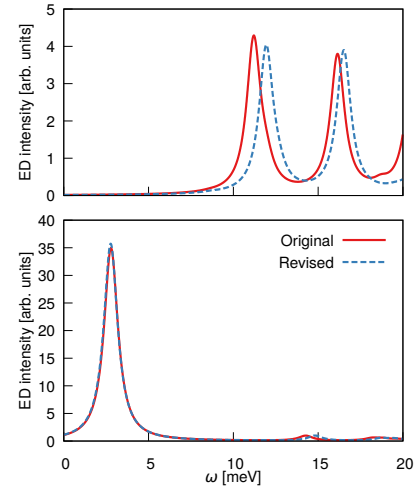 5
4
3
2
1
0
ED intensity [arb. units]
40
35
30
25
20
15
10
5
0
ED intensity [arb. units]
Original
Revised
0 5 10 15 20
ω [meV]